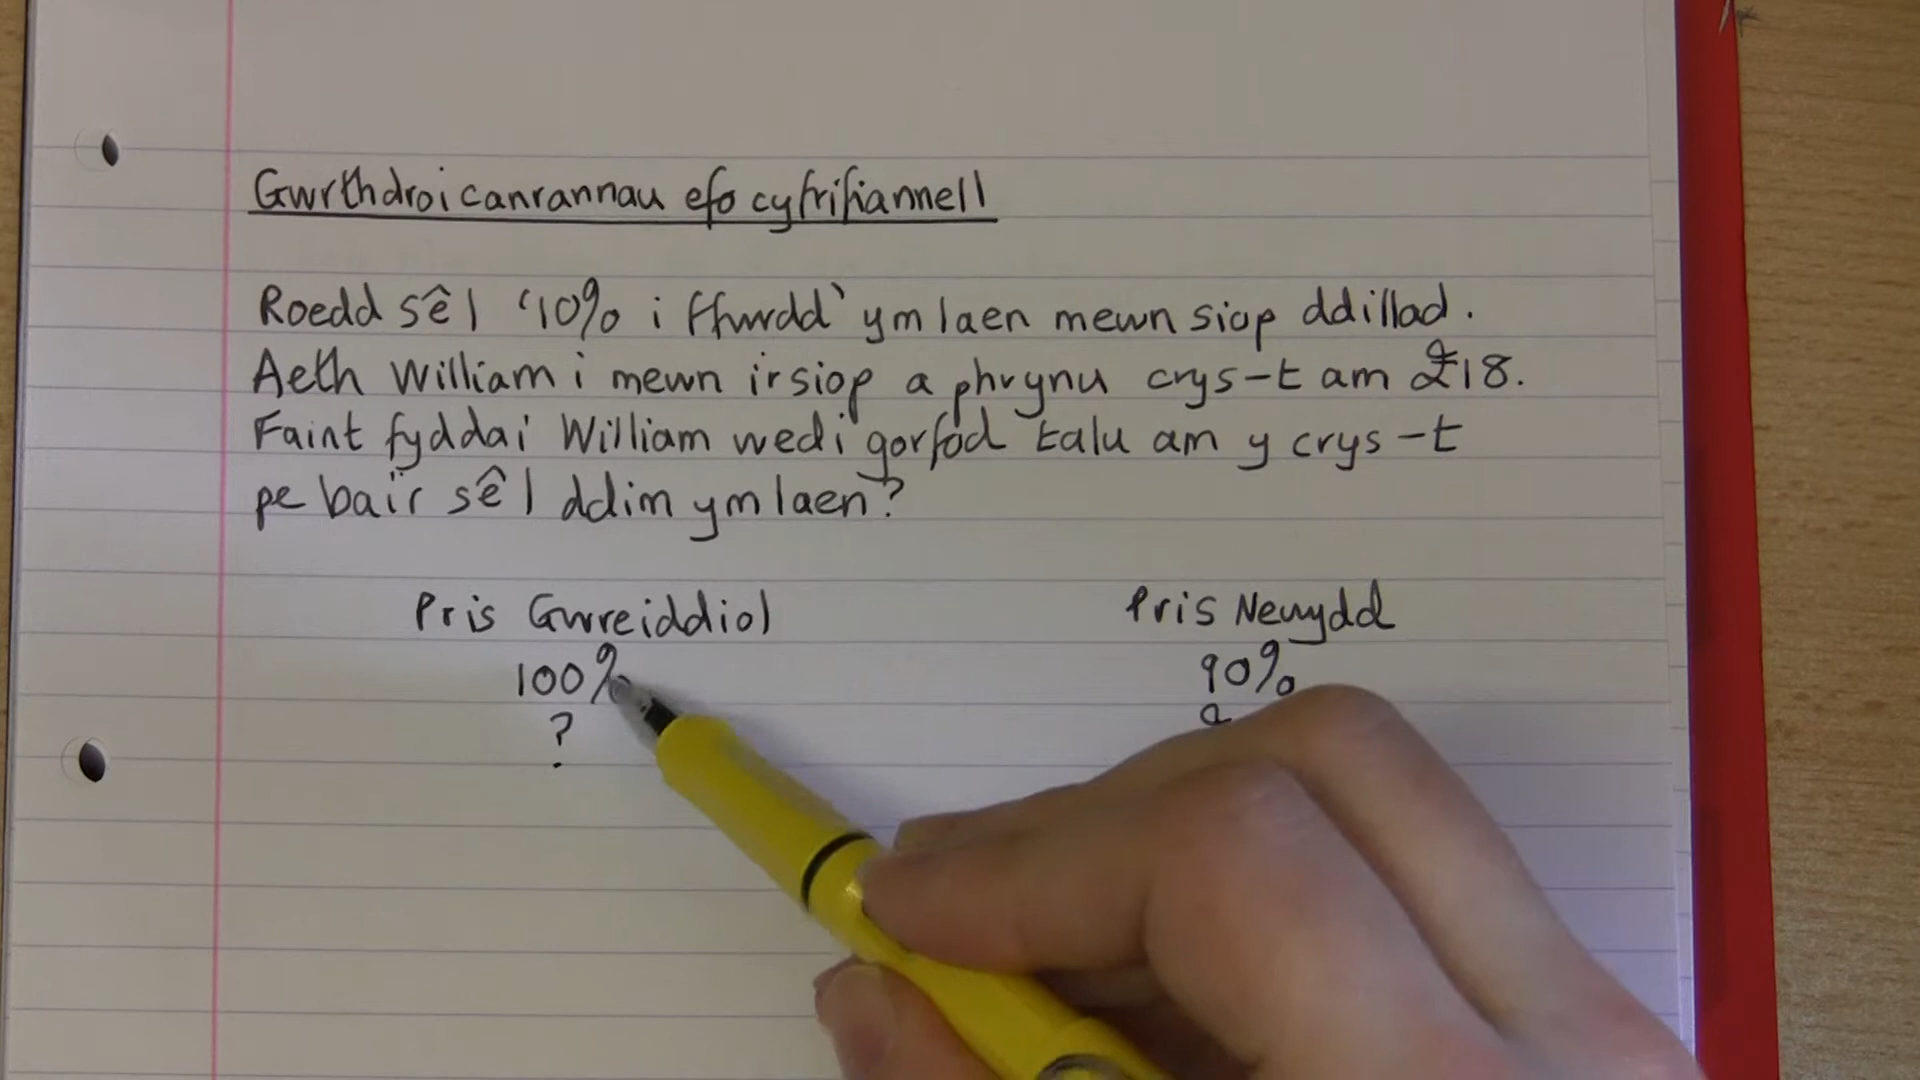 Gwrthdroi canrannau efo cyfrifiannell
Roedd sêl '10% i ffwrdd' ymlaen mewn siop ddillad.
Aeth William i mewn i'r siop a phrynu crys-t am £18.
Faint fyddai William wedi gorfod talu am y crys-t
pe bai'r sêl ddim ymlaen?
Pris Gwreiddiol
Pris Newydd
100%
90%
?